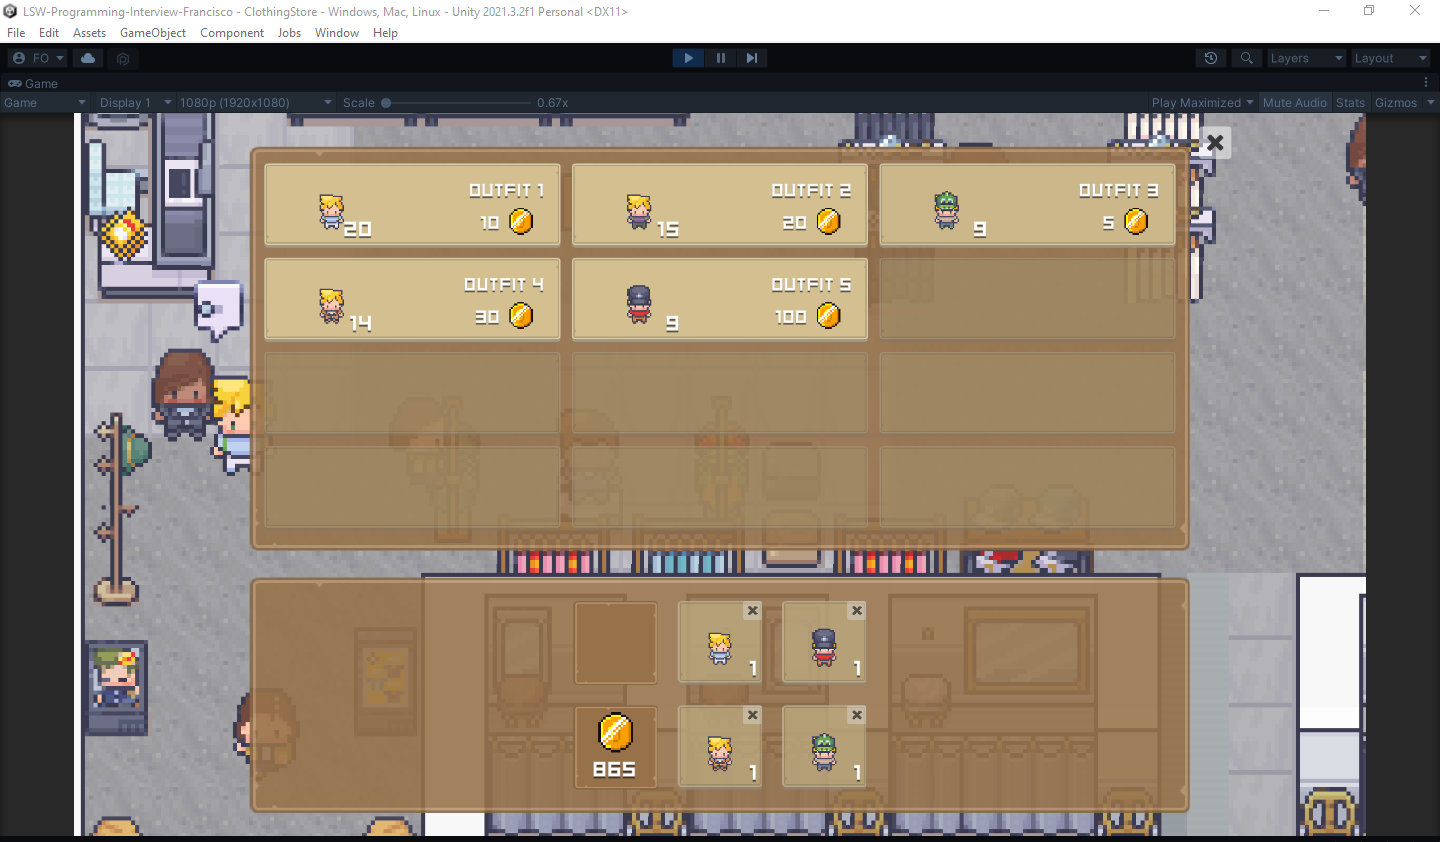 LSW-Programming-Interview-Francisco - ClothingStore - Windows, Mac, Linux - Unity 2021.3.2f1 Personal <DX11>
File Edit Assets GameObject Component Jobs Window Help
FO Layers Layout
Game
Game Display 1 1080p (1920x1080) Scale 0.67x Play Maximized Mute Audio Stats Gizmos
OUTFIT 1 OUTFIT 2 OUTFIT 3
20 10 15 20 9 5
OUTFIT 4 OUTFIT 5
14 30 9 100
1 1
865 1 1